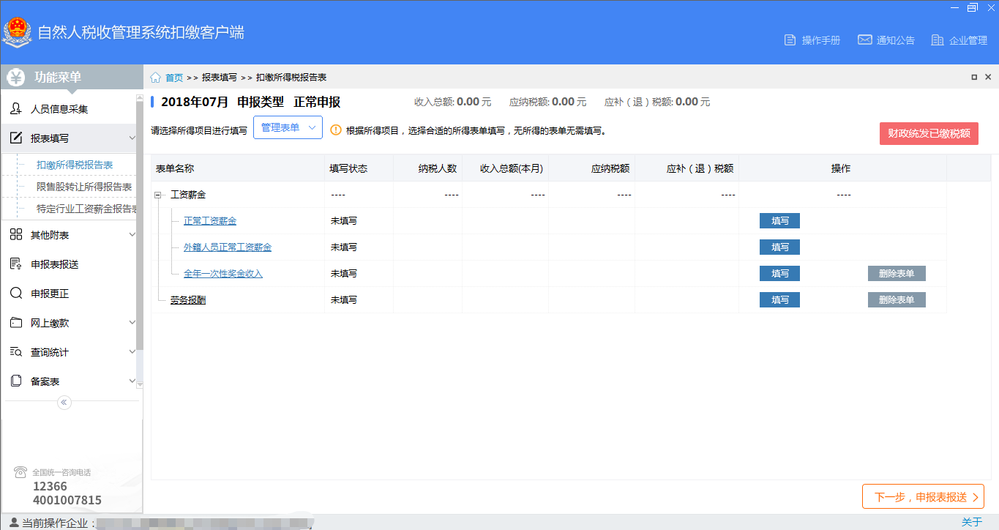 自然人税收管理系统扣缴客户端
操作手册 通知公告 企业管理
功能菜单
首页 >> 报表填写 >> 扣缴所得税报告表
人员信息采集
报表填写
扣缴所得税报告表
限售股转让所得报告表
特定行业工资薪金报告表
其他附表
申报表报送
申报更正
网上缴款
查询统计
备案表
全国统一咨询电话
12366
4001007815
2018年07月 申报类型 正常申报 收入总额: 0.00 元 应纳税额: 0.00 元 应补（退）税额: 0.00 元
请选择所得项目进行填写 管理表单 根据所得项目，选择合适的所得表单填写，无所得的表单无需填写。
财政统发已缴税额
表单名称 填写状态 纳税人数 收入总额(本月) 应纳税额 应补（退）税额 操作
工资薪金 ---- ---- ---- ---- ---- ----
正常工资薪金 未填写 填写
外籍人员正常工资薪金 未填写 填写
全年一次性奖金收入 未填写 填写 删除表单
劳务报酬 未填写 填写 删除表单
下一步，申报表报送
当前操作企业： 关于